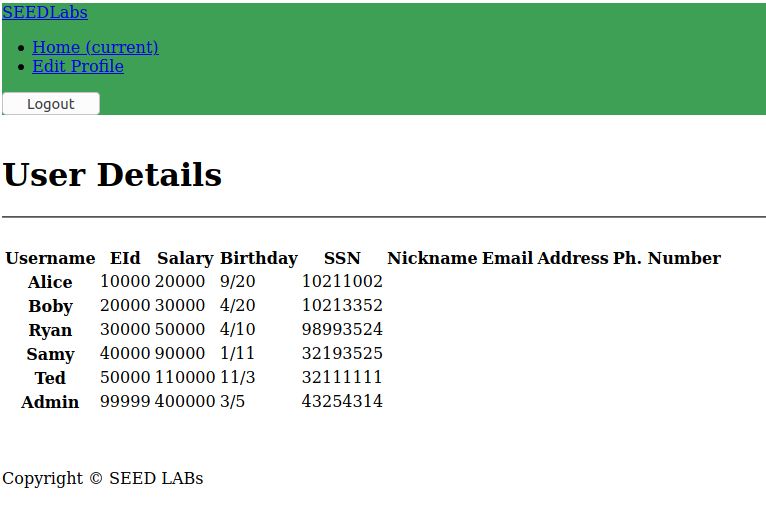 SEEDLabs
Home (current)
Edit Profile
Logout
User Details
Username EId Salary Birthday SSN Nickname Email Address Ph. Number
Alice 10000 20000 9/20 10211002
Boby 20000 30000 4/20 10213352
Ryan 30000 50000 4/10 98993524
Samy 40000 90000 1/11 32193525
Ted 50000 110000 11/3 32111111
Admin 99999 400000 3/5 43254314
Copyright © SEED LABs